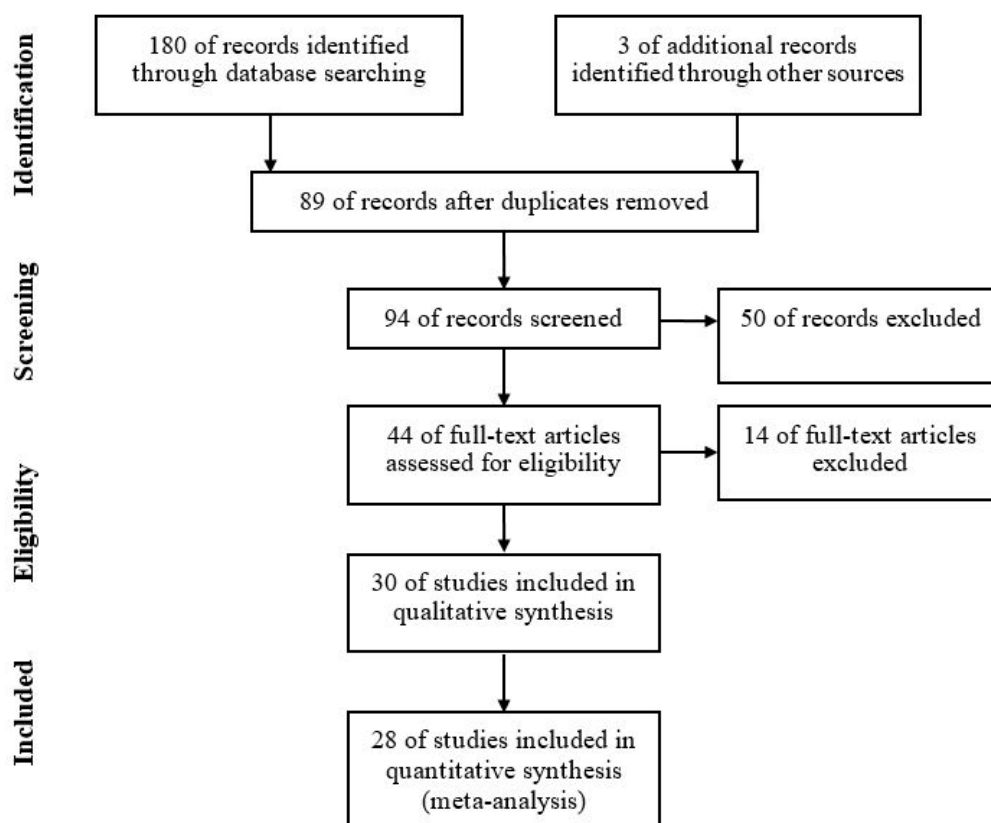 Identification
180 of records identified
through database searching
3 of additional records
identified through other sources
89 of records after duplicates removed
Screening
94 of records screened
50 of records excluded
Eligibility
44 of full-text articles
assessed for eligibility
14 of full-text articles
excluded
30 of studies included in
qualitative synthesis
Included
28 of studies included in
quantitative synthesis
(meta-analysis)